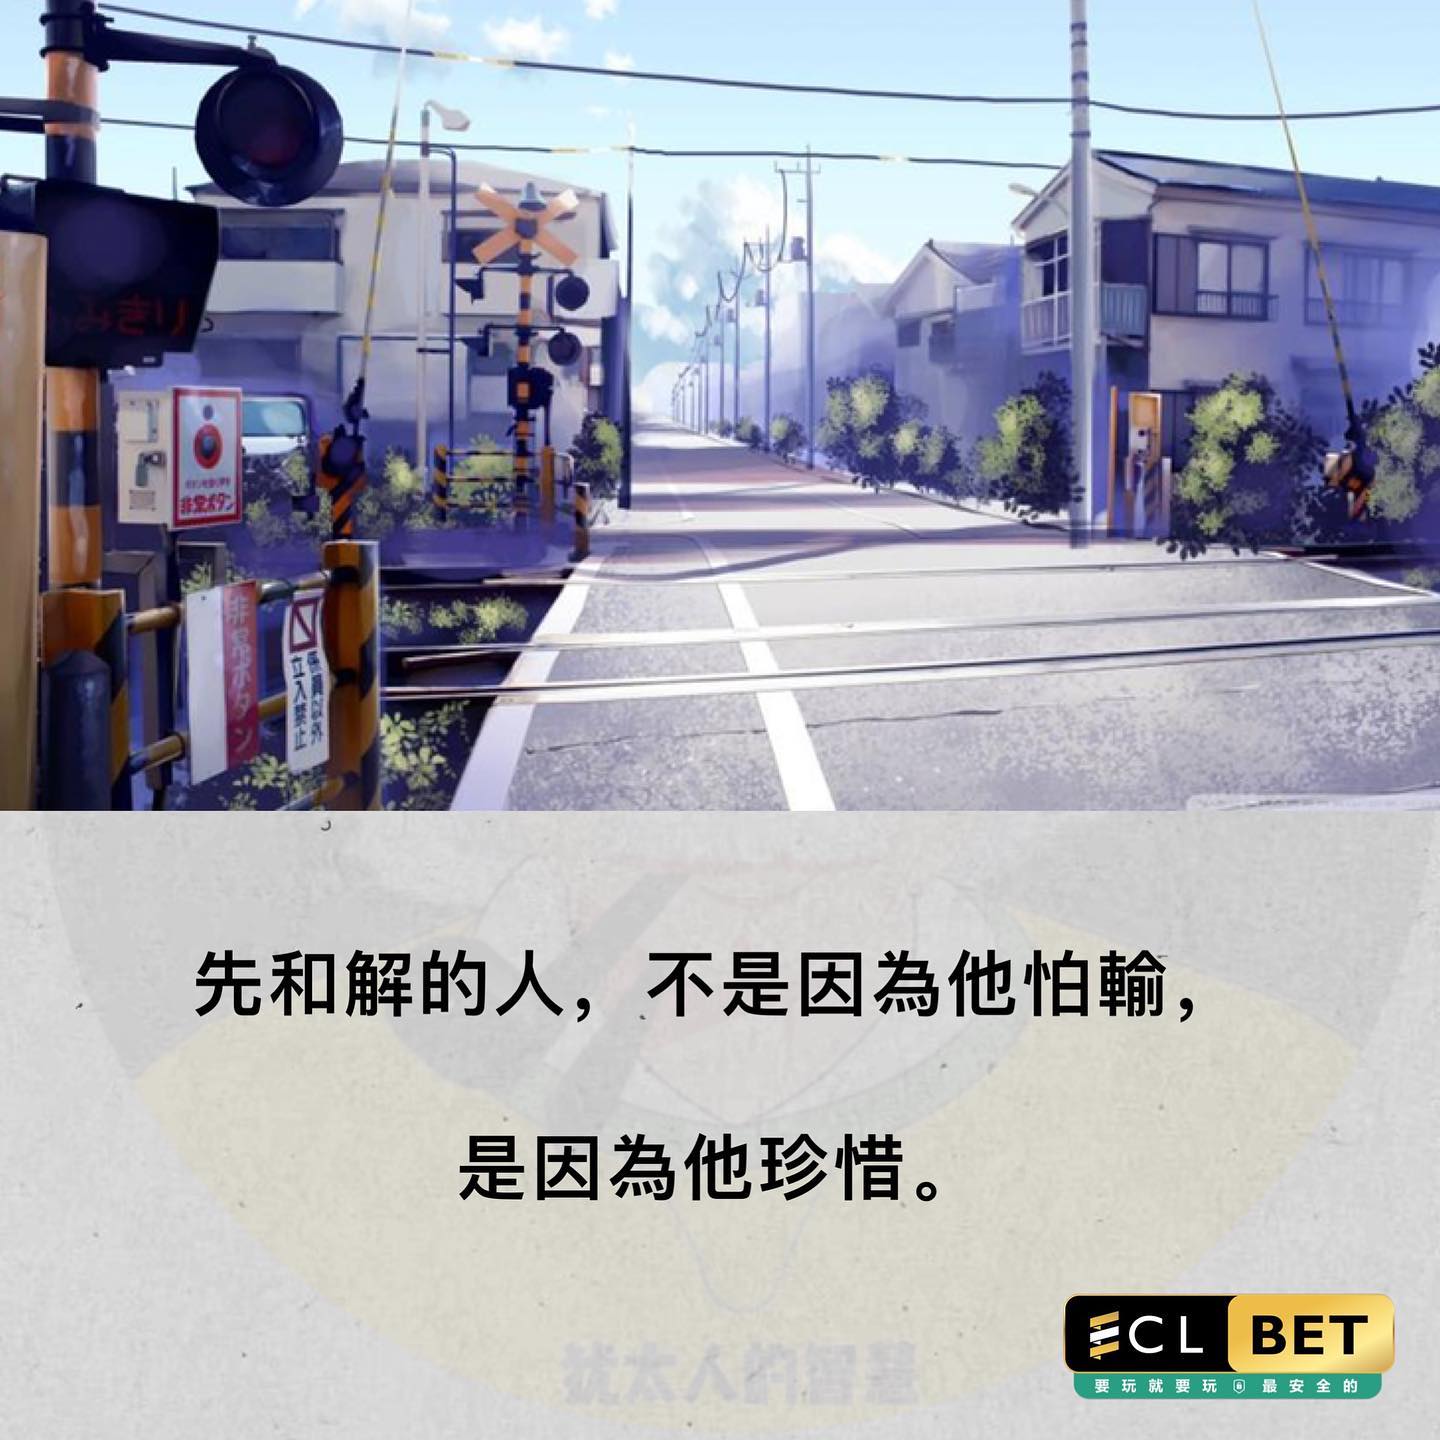 みきり
非常ボタン
非常ボタン
係員以外
立入禁止
先和解的人，不是因為他怕輸，
是因為他珍惜。
犹太人的智慧
ECL BET
要玩就要玩 最安全的